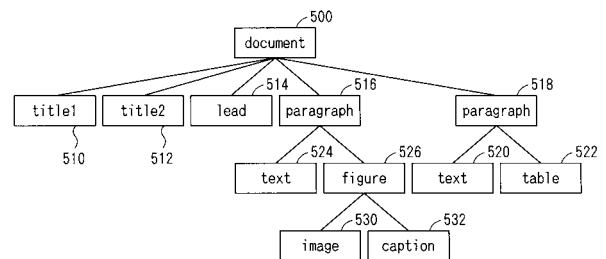 500
document
514
516
518
title1
title2
lead
paragraph
paragraph
510
512
524
526
520
522
text
figure
text
table
530
532
image
caption